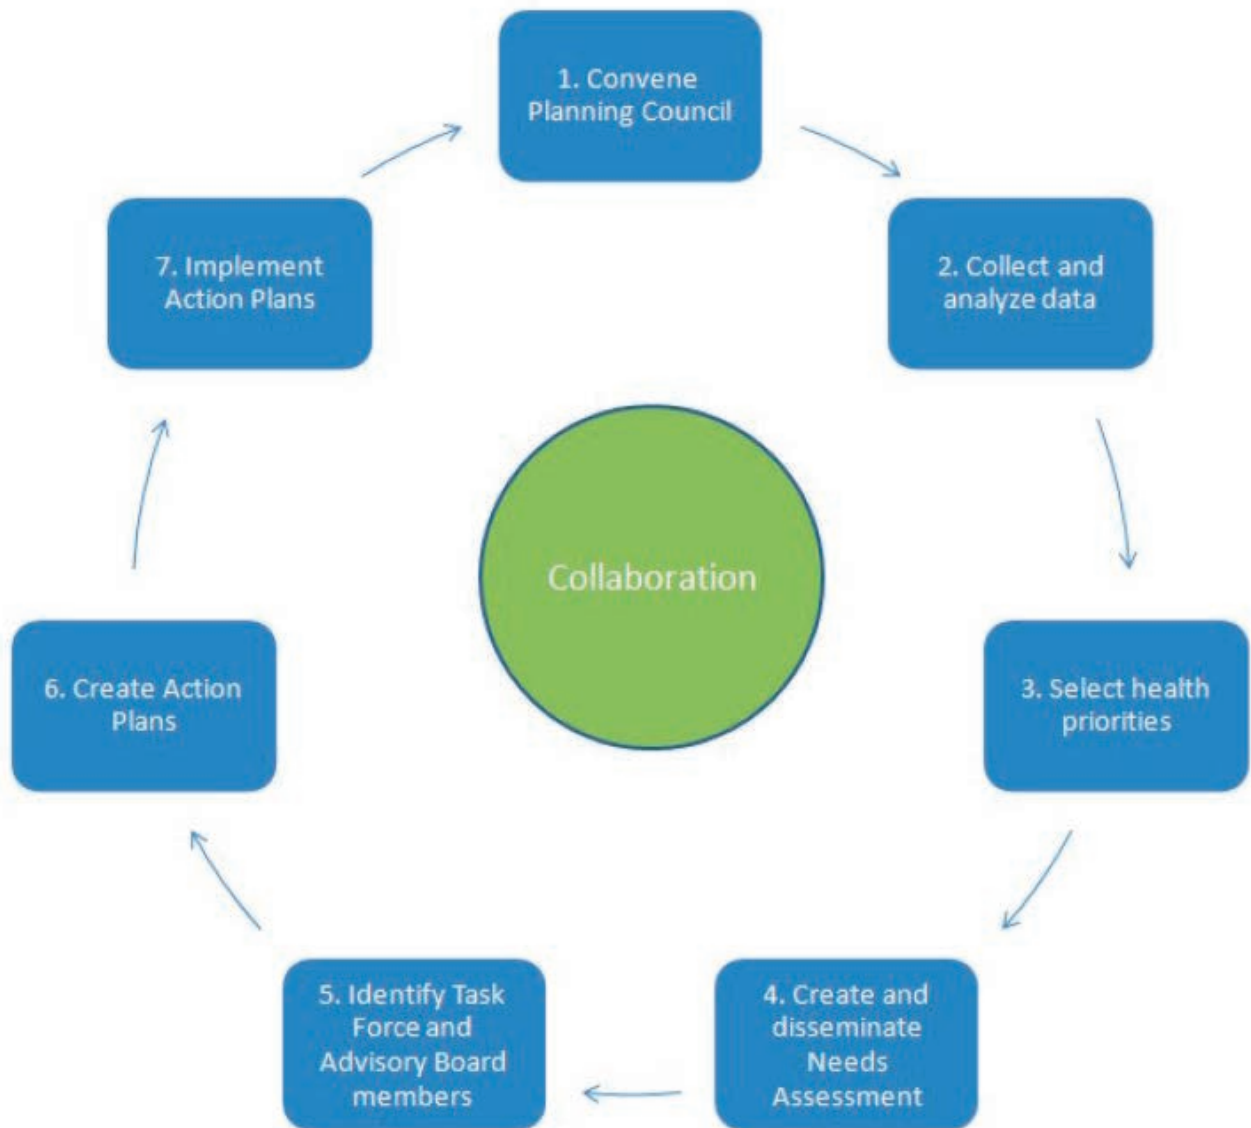 1. Convene
Planning Council
2. Collect and
analyze data
3. Select health
priorities
4. Create and
disseminate
Needs
Assessment
5. Identify Task
Force and
Advisory Board
members
6. Create Action
Plans
7. Implement
Action Plans
Collaboration